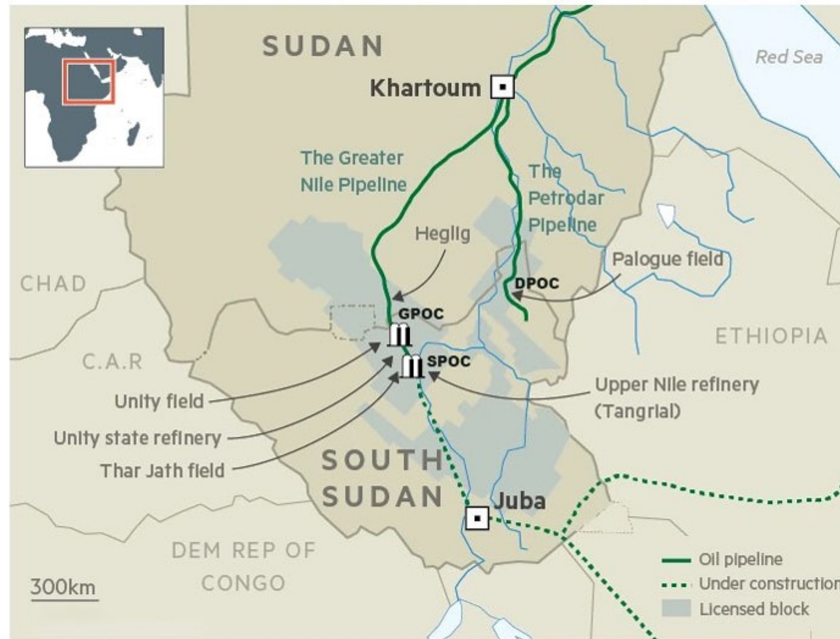 SUDAN
Red Sea
Khartoum
The Greater
Nile Pipeline
The
Petrodar
Pipeline
Heglig
Palogue field
CHAD
DPOC
GPOC
ETHIOPIA
C.A.R
SPOC
Unity field
Upper Nile refinery
(Tangrial)
Unity state refinery
Thar Jath field
SOUTH
SUDAN
Juba
DEM REP OF
CONGO
300km
Oil pipeline
Under construction
Licensed block